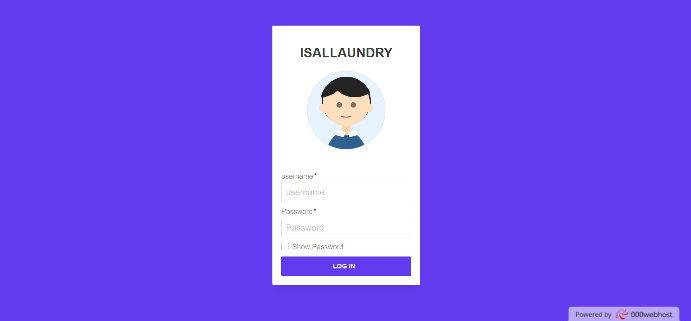 ISALLAUNDRY
username *
username
Password *
Password
Show Password
LOG IN
Powered by 000webhost